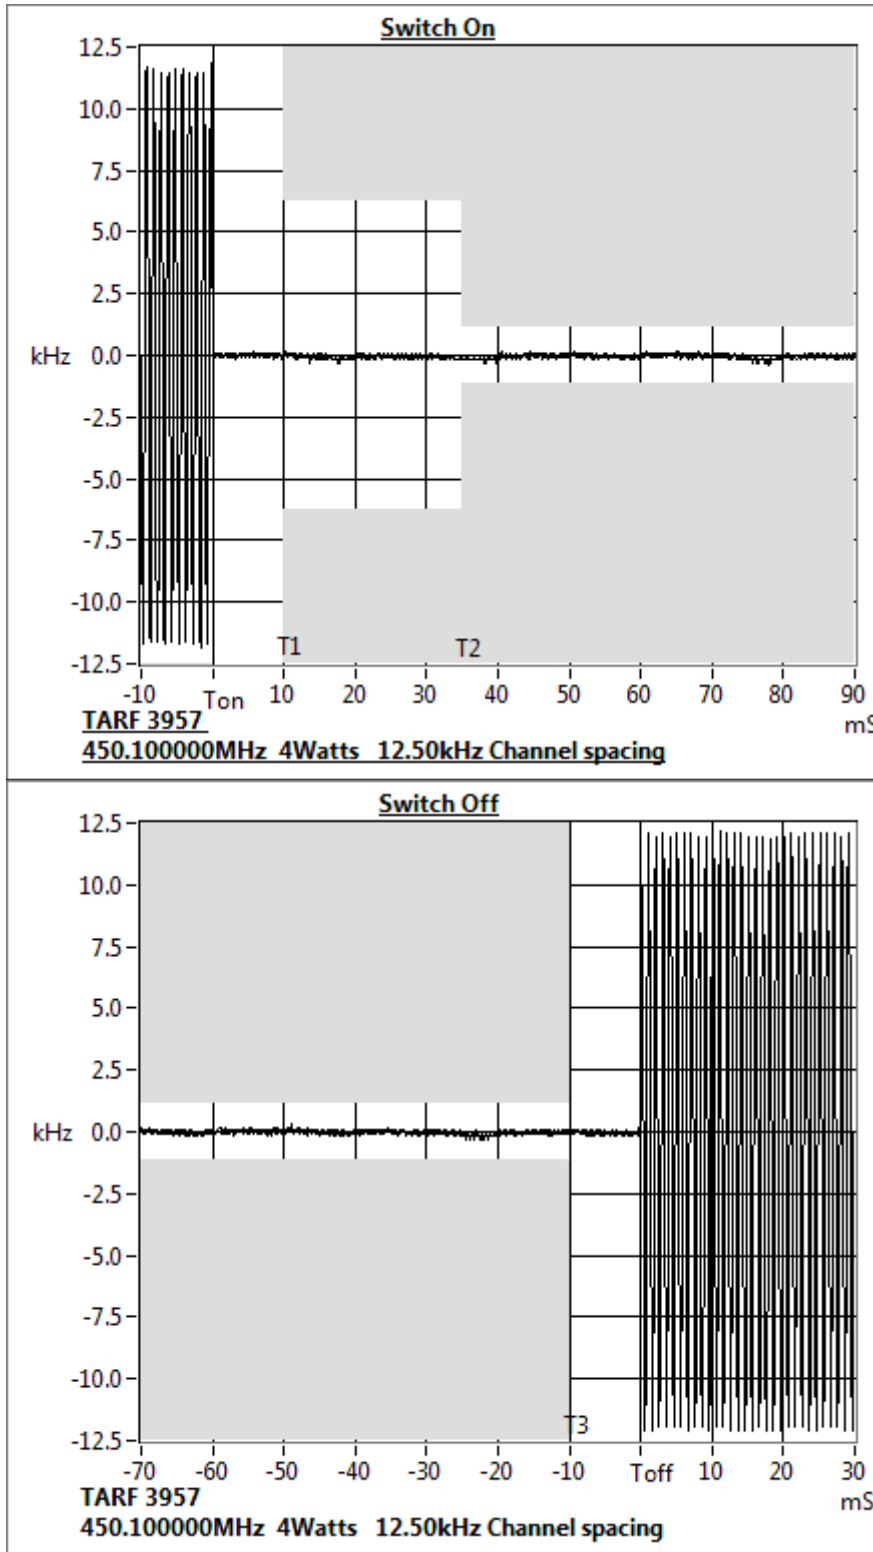 Switch On
12.5
10.0
7.5
5.0
2.5
kHz 0.0
-2.5
-5.0
-7.5
-10.0
T1 T2
-12.5
-10 Ton 10 20 30 40 50 60 70 80 90
mS
TARF 3957
450.100000MHz 4Watts 12.50kHz Channel spacing
Switch Off
12.5
10.0
7.5
5.0
2.5
kHz 0.0
-2.5
-5.0
-7.5
-10.0
T3
-12.5
-70 -60 -50 -40 -30 -20 -10 Toff 10 20 30
mS
TARF 3957
450.100000MHz 4Watts 12.50kHz Channel spacing